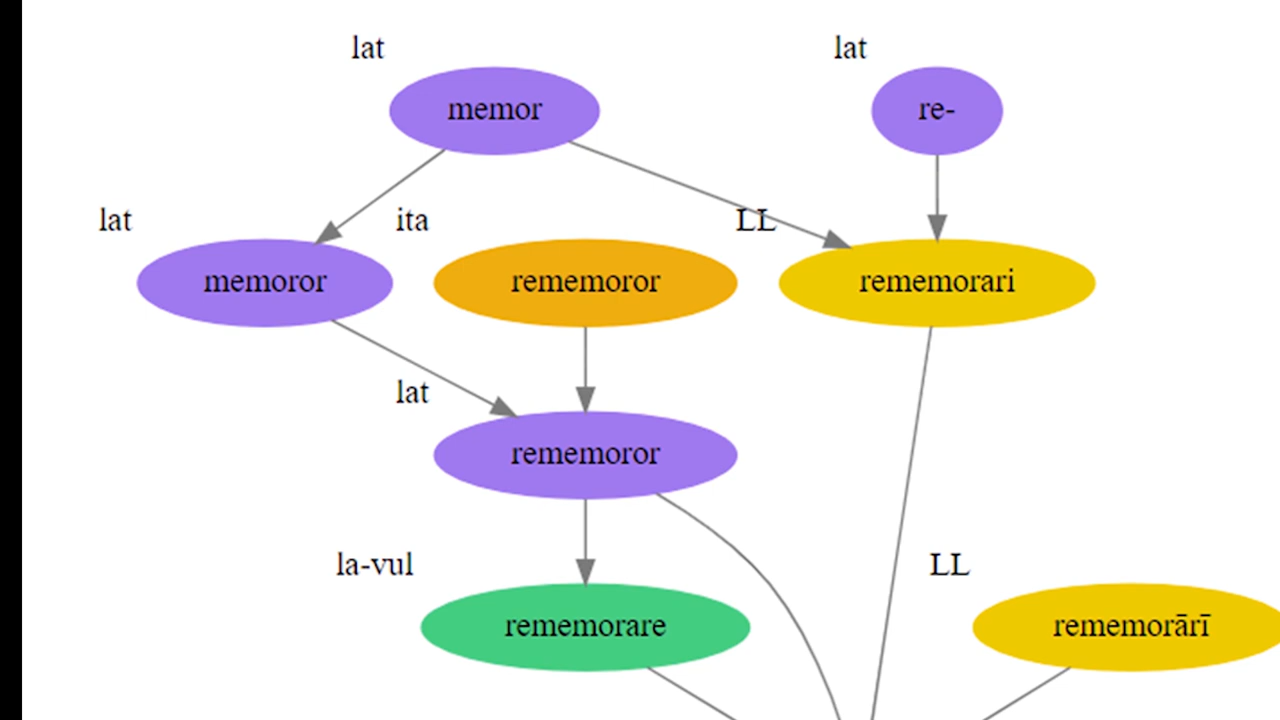 lat
lat
memor
re-
lat
ita
LL
memoror
rememoror
rememorari
lat
rememoror
la-vul
LL
rememorare
rememorārī